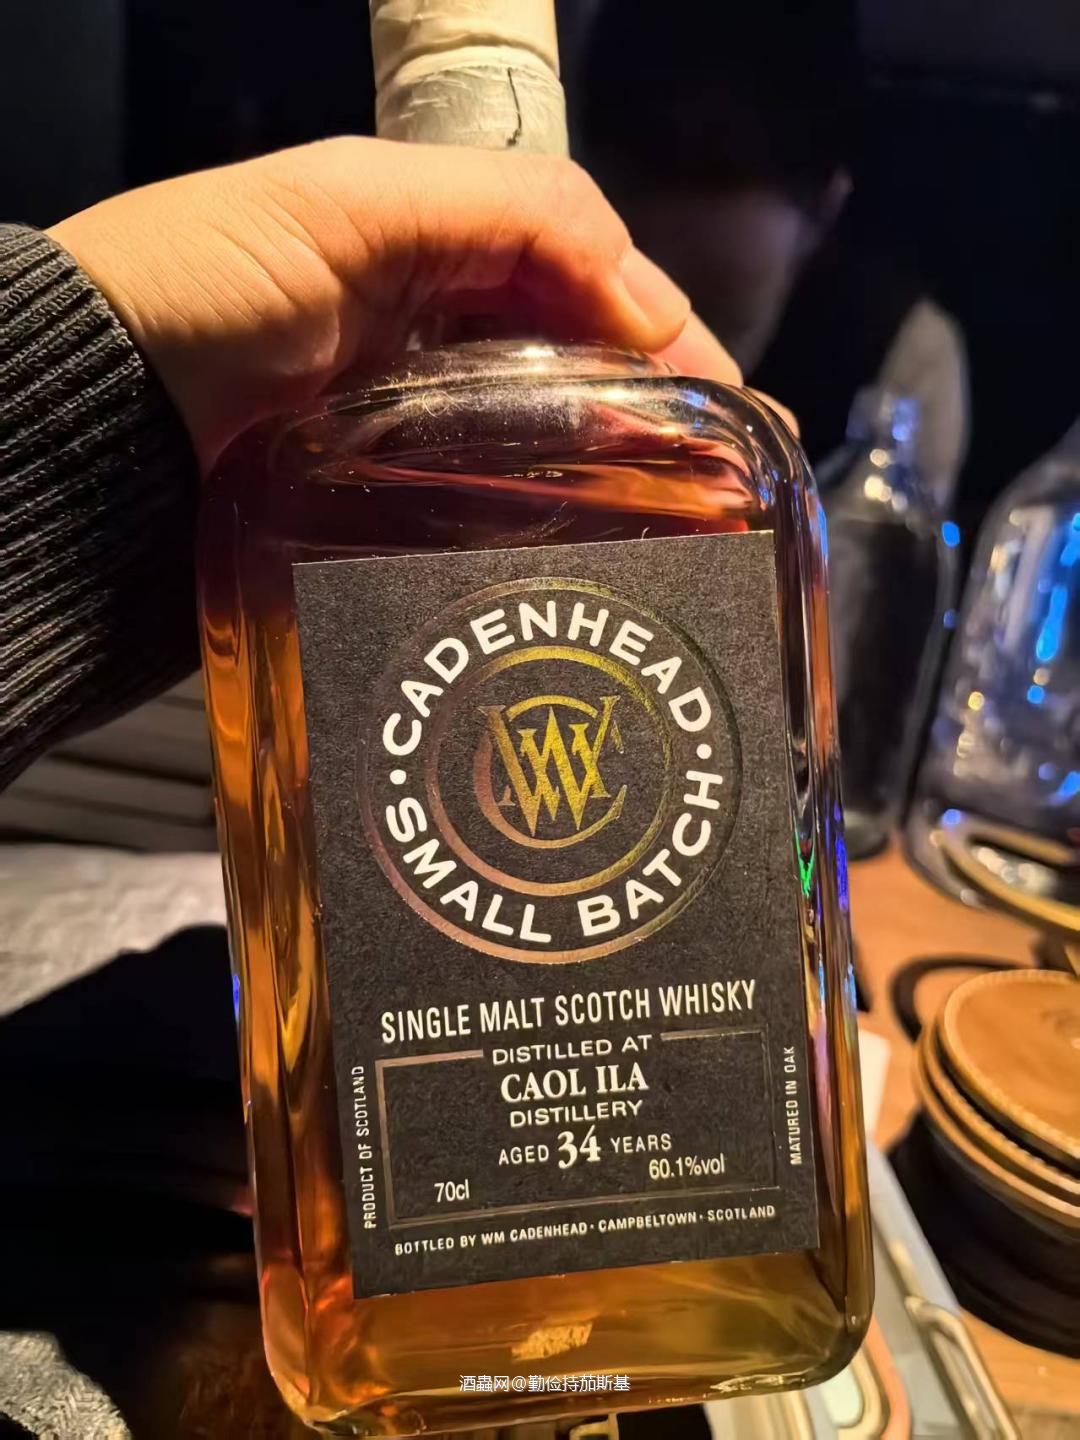 CADENHEAD
SMALL BATCH
WC
SINGLE MALT SCOTCH WHISKY
DISTILLED AT
CAOL ILA
DISTILLERY
AGED 34 YEARS
70cl
60.1%vol
PRODUCT OF SCOTLAND
MATURED IN OAK
BOTTLED BY WM CADENHEAD · CAMPBELTOWN · SCOTLAND
酒蟲网@勤俭持茄斯基